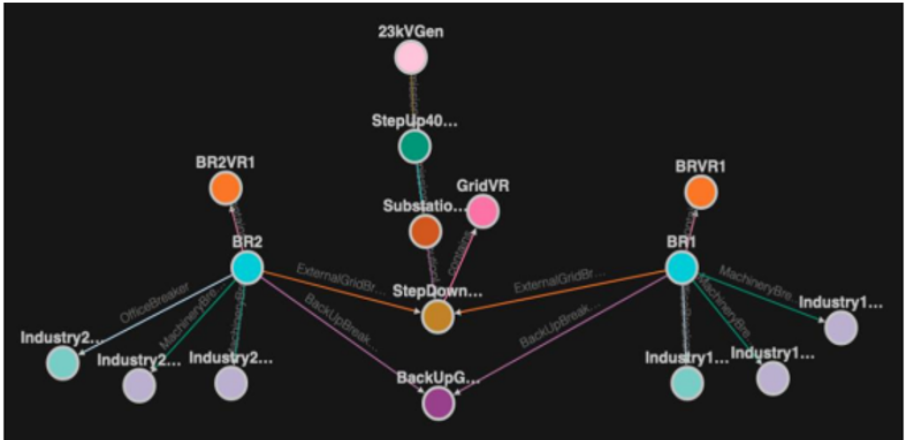 23kVGen
StepUp40...
BR2VR1
BRVR1
GridVR
Substatio...
contains
BR2
BR1
ExternalGridBr...
ExternalGridBr...
MachineryBre...
OfficeBreaker
MachineryBre...
MachineryBre...
StepDown...
BackUpBreak...
BackUpBreak...
Industry1...
Industry2...
Industry2...
Industry2...
Industry1...
Industry1...
BackUpG...